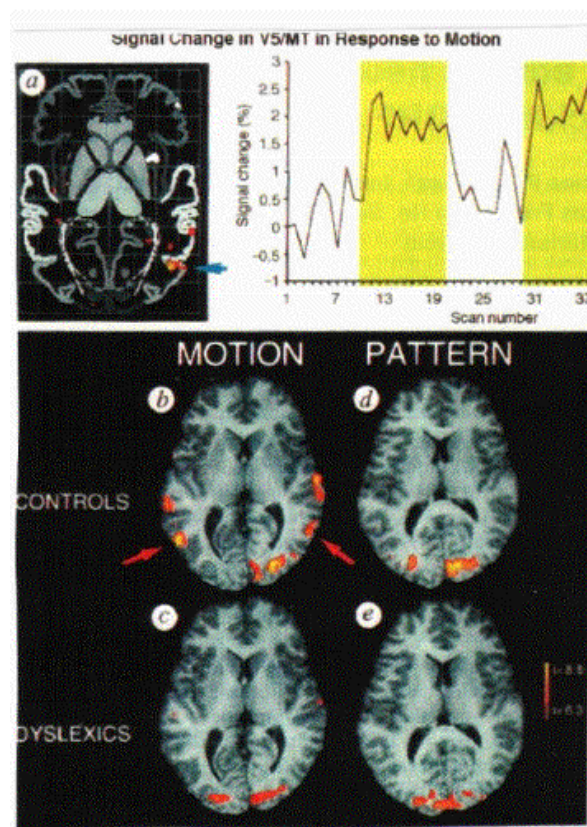 Signal Change in V5/MT in Response to Motion
a
Signal change (%)
3
2.5
2
1.5
1
0.5
0
-0.5
-1
1 7 13 19 25 31 37
Scan number
MOTION PATTERN
b
d
CONTROLS
c
e
DYSLEXICS